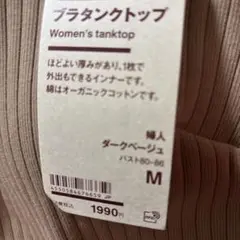 ブラタンクトップ
Women's tanktop
ほどよい厚みがあり、1枚で
外出もできるインナーです。
綿はオーガニックコットンです。
婦人
ダークベージュ
バスト80-86
M
1990円